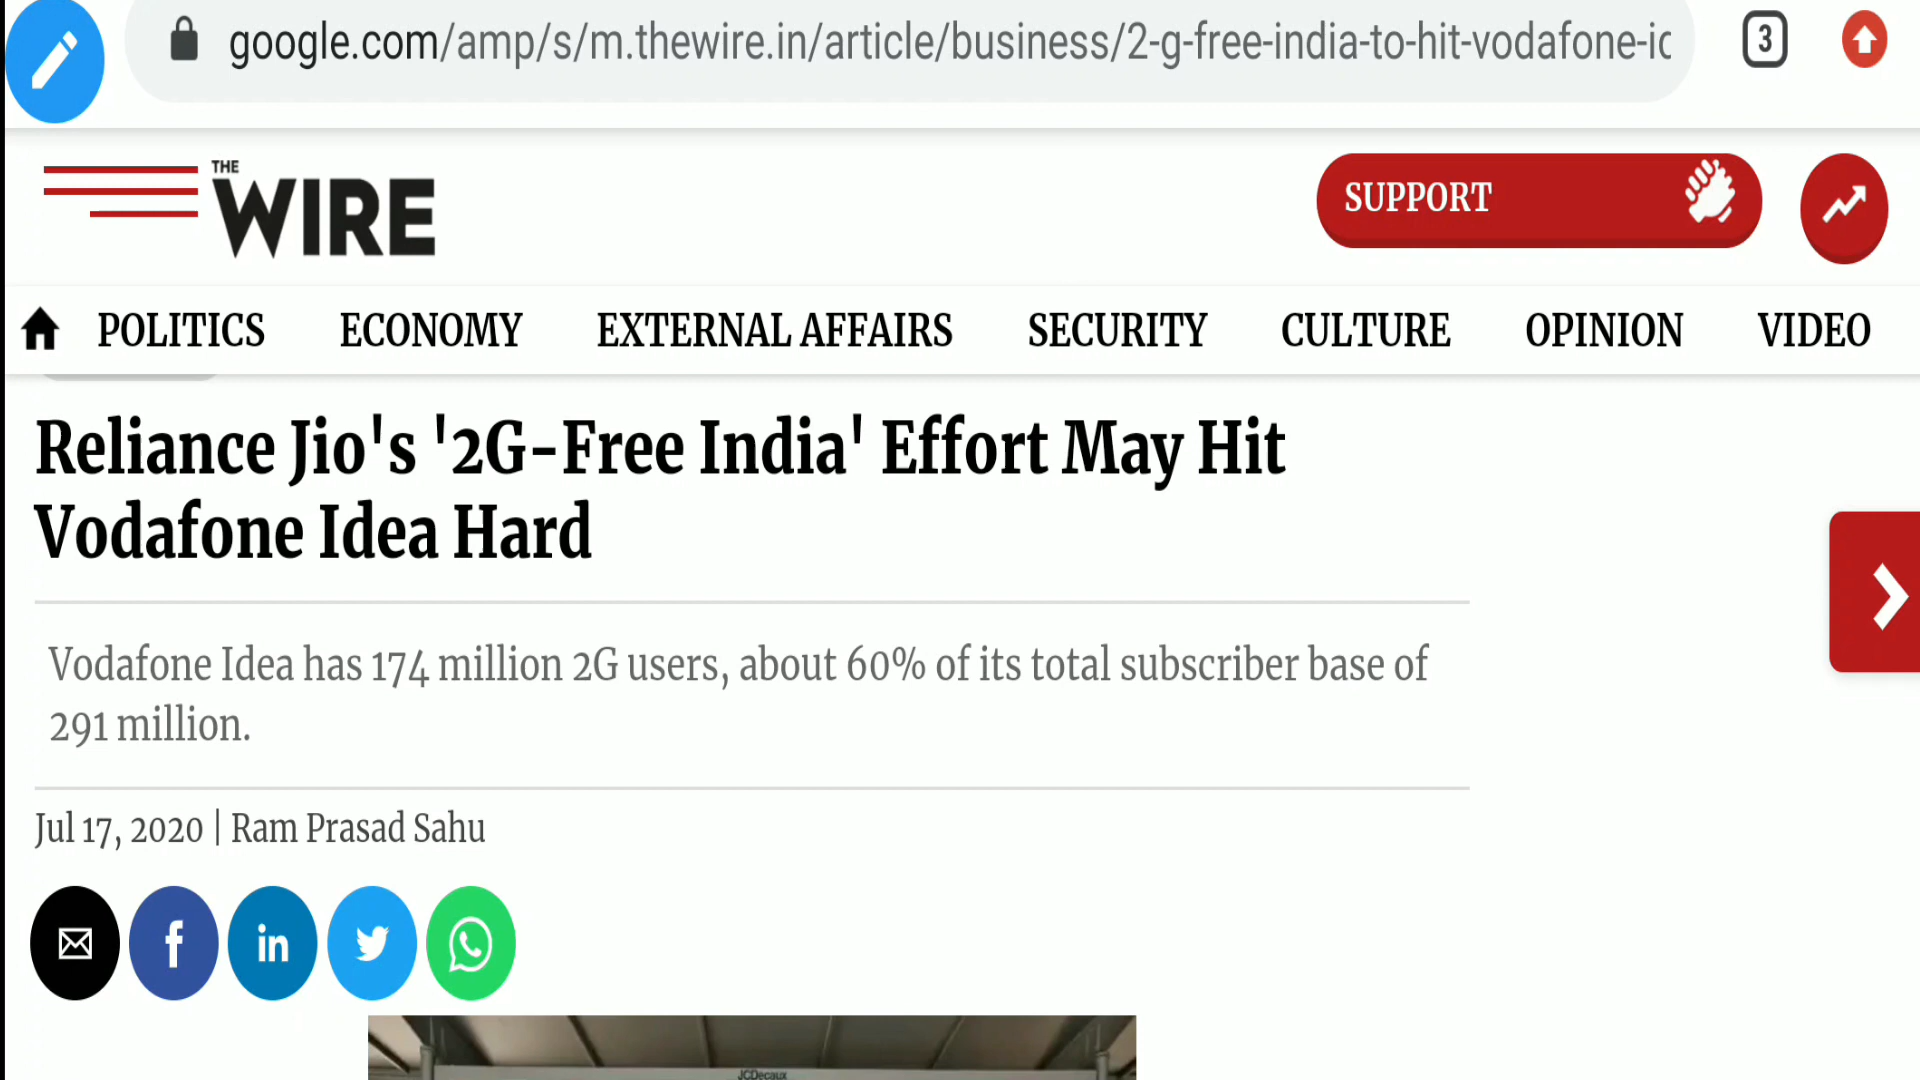 google.com/amp/s/m.thewire.in/article/business/2-g-free-india-to-hit-vodafone-ic
3
THE
WIRE
SUPPORT
POLITICS ECONOMY EXTERNAL AFFAIRS SECURITY CULTURE OPINION VIDEO
Reliance Jio's '2G-Free India' Effort May Hit
Vodafone Idea Hard
Vodafone Idea has 174 million 2G users, about 60% of its total subscriber base of
291 million.
Jul 17, 2020 | Ram Prasad Sahu
f in
JCDecaux